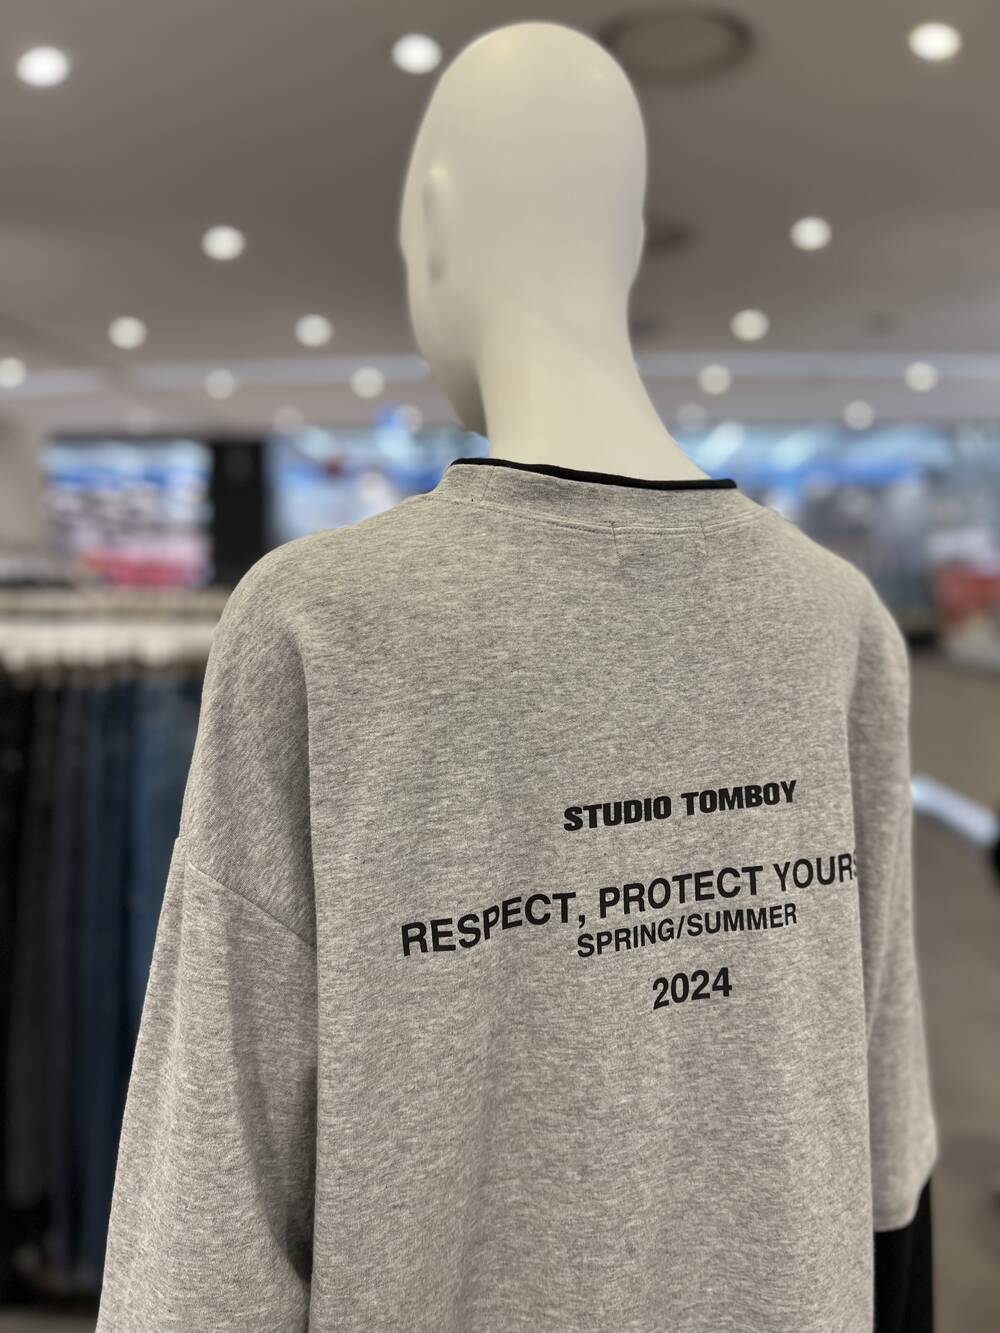 STUDIO TOMBOY
RESPECT, PROTECT YOURS
SPRING/SUMMER
2024